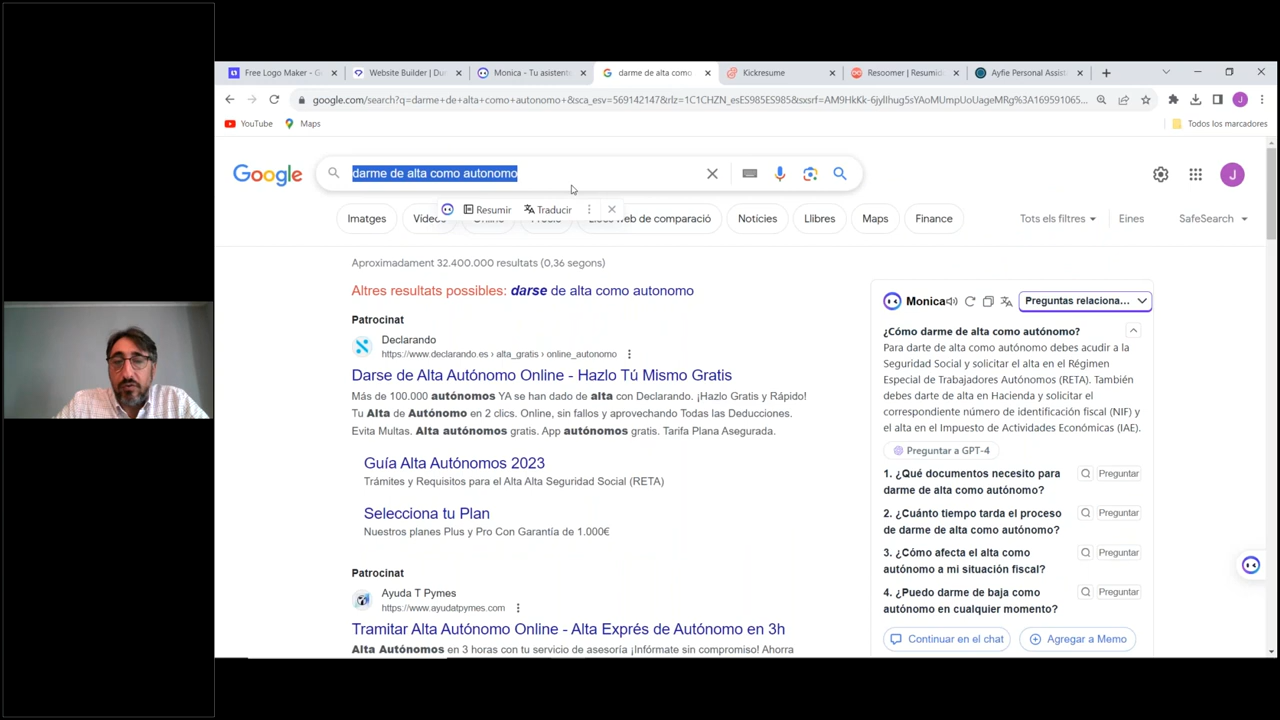 Free Logo Maker - G
Website Builder | Du
Monica - Tu asistent
darme de alta como
Kickresume
Resoomer | Resumid
Ayfie Personal Assist
google.com/search?q=darme+de+alta+como+autonomo+&sca_esv=569142147&rlz=1C1CHZN_esES985ES985&sxsrf=
YouTube
Maps
Todos los marcadores
Google
darme de alta como autonomo
Resumir
Traducir
Imatges
Vídeos
Online
Preció
Llocs web de comparació
Notícies
Llibres
Maps
Finance
Tots els filtres
Eines
SafeSearch
Aproximadament 32.400.000 resultats (0,36 segons)
Altres resultats possibles: darse de alta como autonomo
Patrocinat
Declarando
https://www.declarando.es › alta_gratis › online_autonomo
Darse de Alta Autónomo Online - Hazlo Tú Mismo Gratis
Más de 100.000 autónomos YA se han dado de alta con Declarando. ¡Hazlo Gratis y Rápido!
Tu Alta de Autónomo en 2 clics. Online, sin fallos y aprovechando Todas las Deducciones.
Evita Multas. Alta autónomos gratis. App autónomos gratis. Tarifa Plana Asegurada.
Guía Alta Autónomos 2023
Trámites y Requisitos para el Alta Alta Seguridad Social (RETA)
Selecciona tu Plan
Nuestros planes Plus y Pro Con Garantía de 1.000€
Patrocinat
Ayuda T Pymes
https://www.ayudatpymes.com
Tramitar Alta Autónomo Online - Alta Exprés de Autónomo en 3h
Alta Autónomos en 3 horas con tu servicio de asesoría ¡Infórmate sin compromiso! Ahorra
Monica
Preguntas relaciona...
¿Cómo darme de alta como autónomo?
Para darte de alta como autónomo debes acudir a la
Seguridad Social y solicitar el alta en el Régimen
Especial de Trabajadores Autónomos (RETA). También
debes darte de alta en Hacienda y solicitar el
correspondiente número de identificación fiscal (NIF) y
el alta en el Impuesto de Actividades Económicas (IAE).
Preguntar a GPT-4
1. ¿Qué documentos necesito para
darme de alta como autónomo?
Preguntar
2. ¿Cuánto tiempo tarda el proceso
de darme de alta como autónomo?
Preguntar
3. ¿Cómo afecta el alta como
autónomo a mi situación fiscal?
Preguntar
4. ¿Puedo darme de baja como
autónomo en cualquier momento?
Preguntar
Continuar en el chat
Agregar a Memo